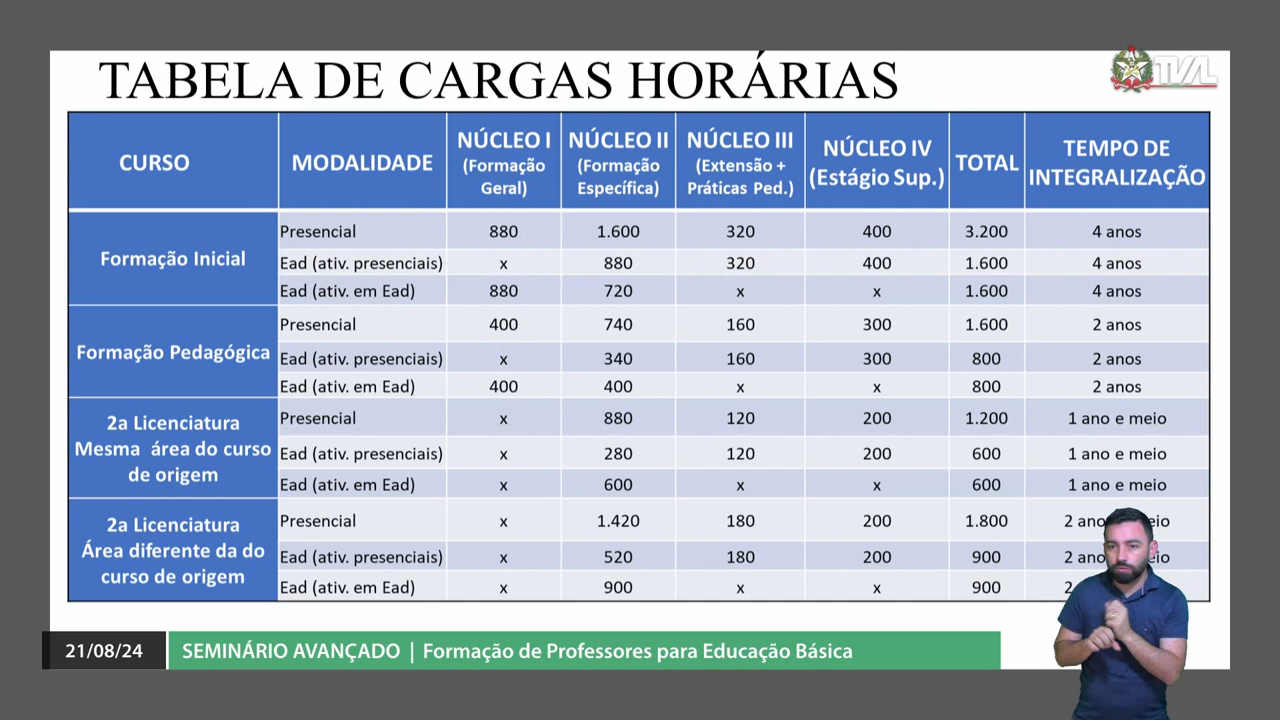 TABELA DE CARGAS HORÁRIAS
TVAL
CURSO MODALIDADE NÚCLEO I (Formação Geral) NÚCLEO II (Formação Específica) NÚCLEO III (Extensão + Práticas Ped.) NÚCLEO IV (Estágio Sup.) TOTAL TEMPO DE INTEGRALIZAÇÃO
Formação Inicial
Presencial 880 1.600 320 400 3.200 4 anos
Ead (ativ. presenciais) x 880 320 400 1.600 4 anos
Ead (ativ. em Ead) 880 720 x x 1.600 4 anos
Formação Pedagógica
Presencial 400 740 160 300 1.600 2 anos
Ead (ativ. presenciais) x 340 160 300 800 2 anos
Ead (ativ. em Ead) 400 400 x x 800 2 anos
2a Licenciatura
Mesma área do curso
de origem
Presencial x 880 120 200 1.200 1 ano e meio
Ead (ativ. presenciais) x 280 120 200 600 1 ano e meio
Ead (ativ. em Ead) x 600 x x 600 1 ano e meio
2a Licenciatura
Área diferente da do
curso de origem
Presencial x 1.420 180 200 1.800 2
Ead (ativ. presenciais) x 520 180 200 900 2
Ead (ativ. em Ead) x 900 x x 900 2
21/08/24 SEMINÁRIO AVANÇADO | Formação de Professores para Educação Básica